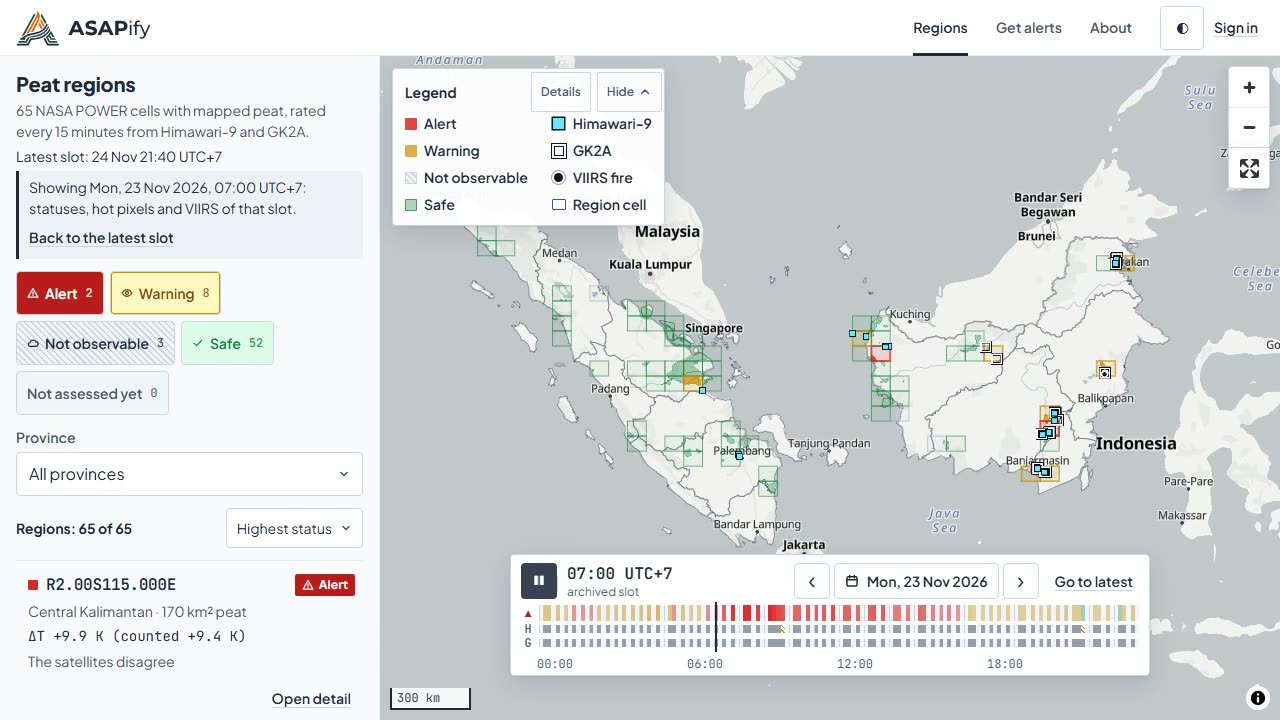 ASAPify
Regions
Get alerts
About
Sign in
Peat regions
65 NASA POWER cells with mapped peat, rated
every 15 minutes from Himawari-9 and GK2A.
Latest slot: 24 Nov 21:40 UTC+7
Showing Mon, 23 Nov 2026, 07:00 UTC+7:
statuses, hot pixels and VIIRS of that slot.
Back to the latest slot
Alert 2
Warning 8
Not observable 3
Safe 52
Not assessed yet 0
Province
All provinces
Regions: 65 of 65
Highest status
R2.00S115.000E
Alert
Central Kalimantan · 170 km² peat
ΔT +9.9 K (counted +9.4 K)
The satellites disagree
Open detail
Legend
Details
Hide
Alert
Himawari-9
Warning
GK2A
Not observable
VIIRS fire
Safe
Region cell
Andaman
Sulu
Sea
Bandar Seri
Begawan
Brunei
Malaysia
Medan
Kuala Lumpur
Celebe
Sea
Kuching
Singapore
Padang
Balikpapan
Palembang
Tanjung Pandan
Indonesia
Banjarmasin
Pare-Pare
Makassar
Java
Sea
Bandar Lampung
Jakarta
Go
+
−
07:00 UTC+7
archived slot
Mon, 23 Nov 2026
Go to latest
H
G
00:00
06:00
12:00
18:00
300 km